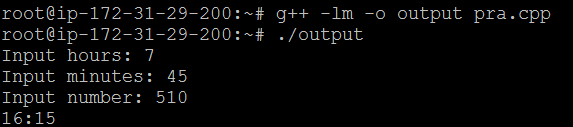 root@ip-172-31-29-200:~# g++ -lm -o output pra.cpp
root@ip-172-31-29-200:~# ./output
Input hours: 7
Input minutes: 45
Input number: 510
16:15